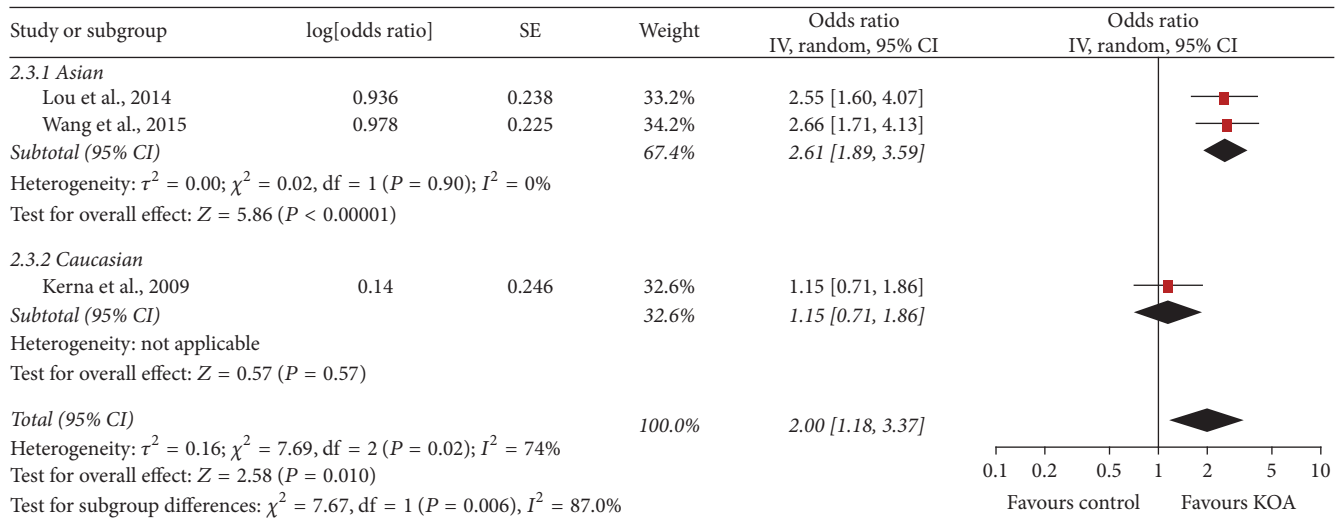 Study or subgroup log[odds ratio] SE Weight Odds ratio IV, random, 95% CI Odds ratio IV, random, 95% CI
2.3.1 Asian
Lou et al., 2014 0.936 0.238 33.2% 2.55 [1.60, 4.07]
Wang et al., 2015 0.978 0.225 34.2% 2.66 [1.71, 4.13]
Subtotal (95% CI) 67.4% 2.61 [1.89, 3.59]
Heterogeneity: τ² = 0.00; χ² = 0.02, df = 1 (P = 0.90); I² = 0%
Test for overall effect: Z = 5.86 (P < 0.00001)
2.3.2 Caucasian
Kerna et al., 2009 0.14 0.246 32.6% 1.15 [0.71, 1.86]
Subtotal (95% CI) 32.6% 1.15 [0.71, 1.86]
Heterogeneity: not applicable
Test for overall effect: Z = 0.57 (P = 0.57)
Total (95% CI) 100.0% 2.00 [1.18, 3.37]
Heterogeneity: τ² = 0.16; χ² = 7.69, df = 2 (P = 0.02); I² = 74%
Test for overall effect: Z = 2.58 (P = 0.010)
Test for subgroup differences: χ² = 7.67, df = 1 (P = 0.006), I² = 87.0%
0.1 0.2 0.5 1 2 5 10
Favours control Favours KOA